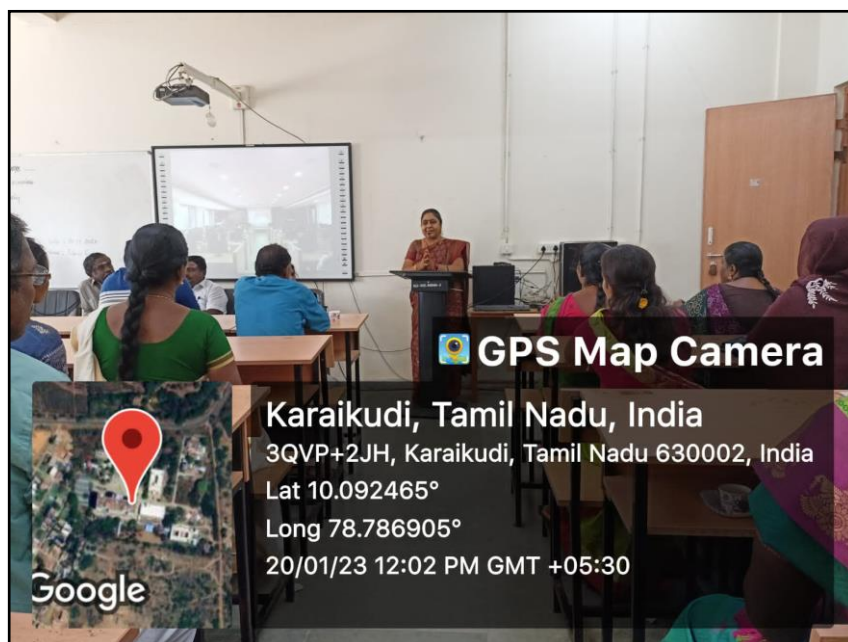 GPS Map Camera
Karaikudi, Tamil Nadu, India
3QVP+2JH, Karaikudi, Tamil Nadu 630002, India
Lat 10.092465°
Long 78.786905°
20/01/23 12:02 PM GMT +05:30
Google